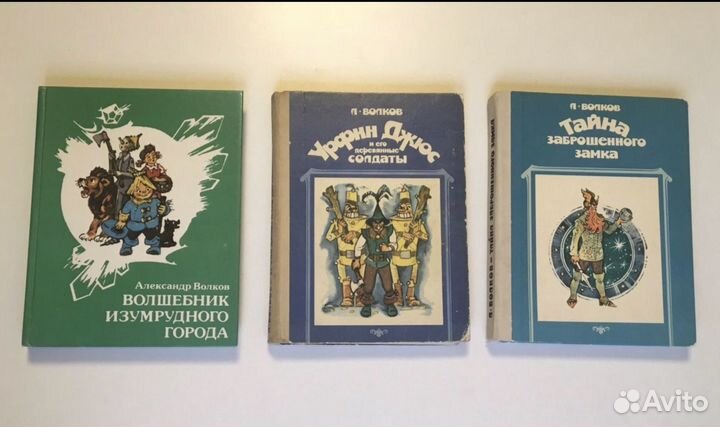 Александр Волков
ВОЛШЕБНИК
ИЗУМРУДНОГО
ГОРОДА
А·ВОЛКОВ
Урфин Джюс
и его
деревянные
СОЛДАТЫ
А·ВОЛКОВ
Тайна
ЗАБРОШЕННОГО
ЗАМКА
А·ВОЛКОВ — ТАЙНА ЗАБРОШЕННОГО ЗАМКА
Avito